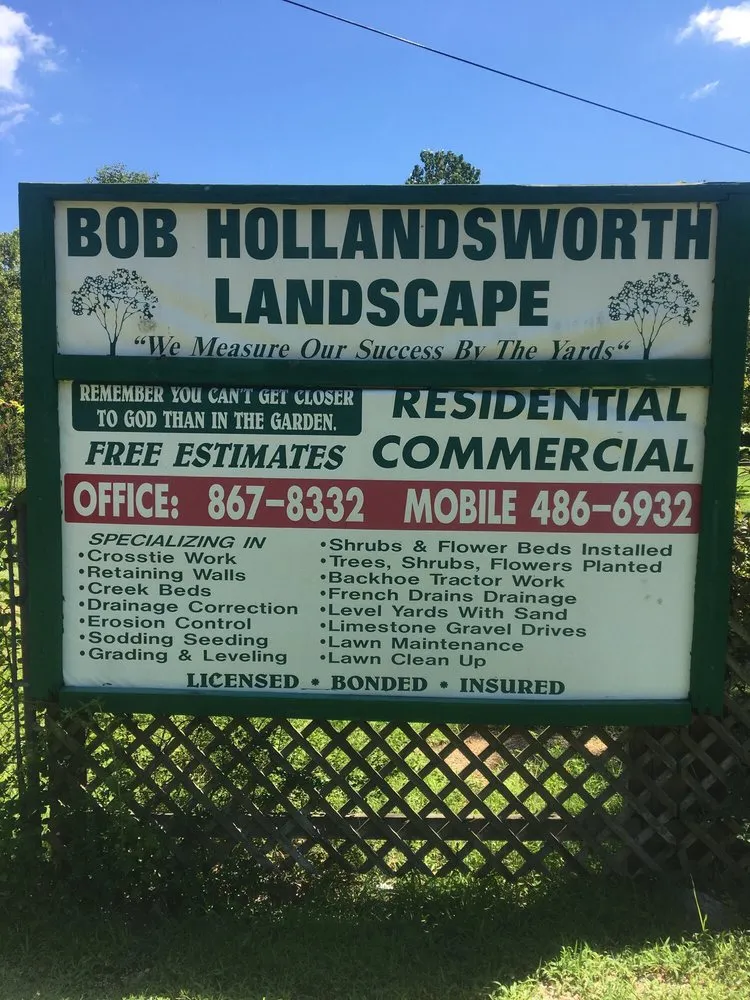 BOB HOLLANDSWORTH
LANDSCAPE
"We Measure Our Success By The Yards"
REMEMBER YOU CAN'T GET CLOSER
TO GOD THAN IN THE GARDEN.
FREE ESTIMATES
RESIDENTIAL
COMMERCIAL
OFFICE: 867-8332 MOBILE 486-6932
SPECIALIZING IN
•Crosstie Work
•Retaining Walls
•Creek Beds
•Drainage Correction
•Erosion Control
•Sodding Seeding
•Grading & Leveling
•Shrubs & Flower Beds Installed
•Trees, Shrubs, Flowers Planted
•Backhoe Tractor Work
•French Drains Drainage
•Level Yards With Sand
•Limestone Gravel Drives
•Lawn Maintenance
•Lawn Clean Up
LICENSED * BONDED * INSURED